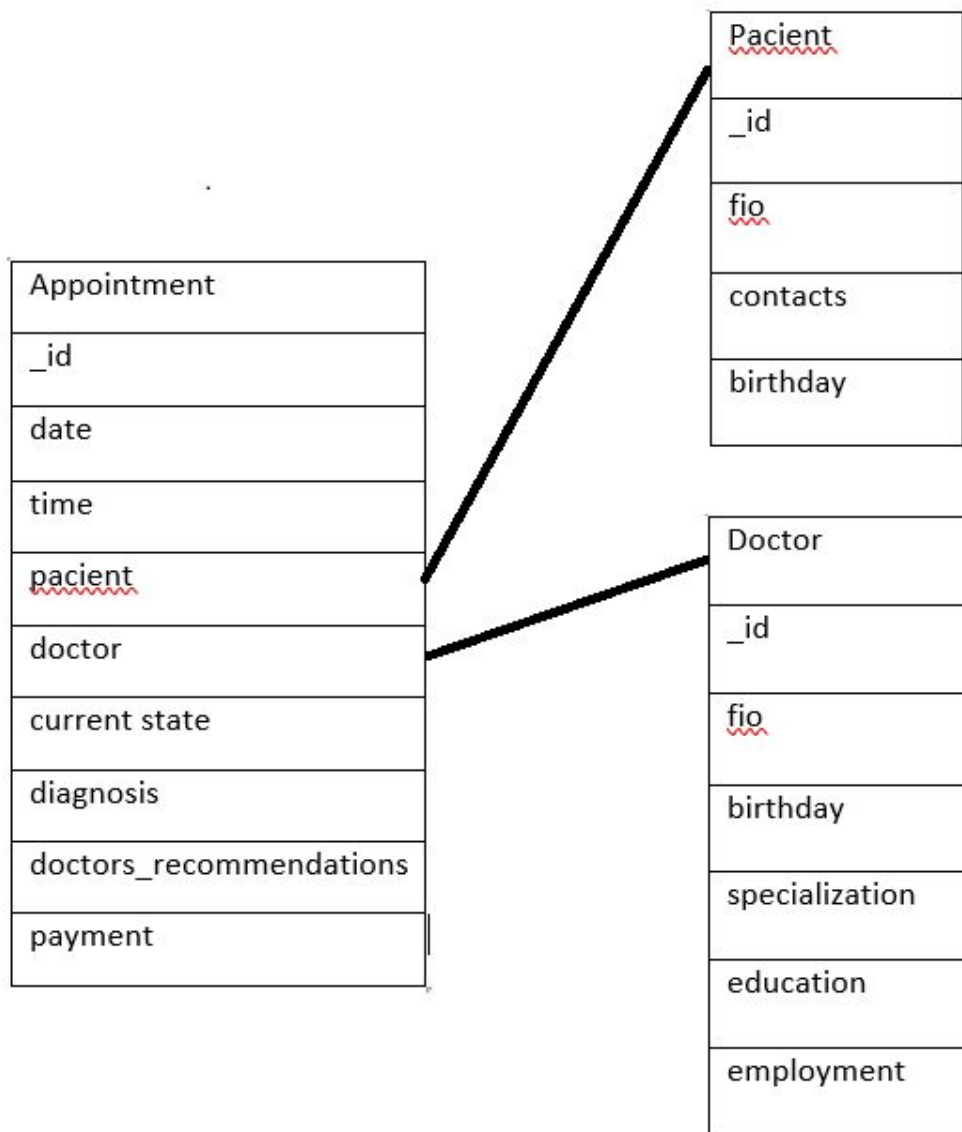 Appointment
_id
date
time
pacient
doctor
current state
diagnosis
doctors_recommendations
payment
Pacient
_id
fio
contacts
birthday
Doctor
_id
fio
birthday
specialization
education
employment